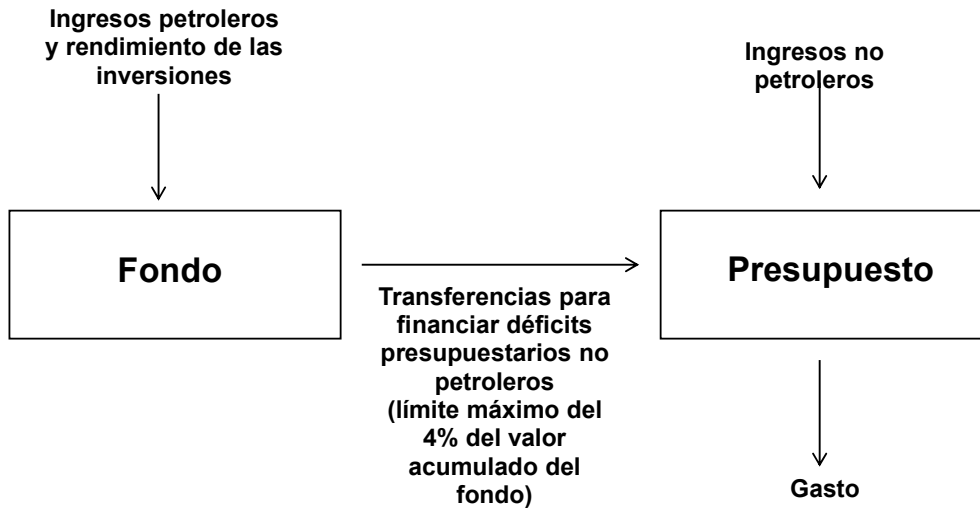 Ingresos petroleros
y rendimiento de las
inversiones
Ingresos no
petroleros
Fondo
Presupuesto
Transferencias para
financiar déficits
presupuestarios no
petroleros
(límite máximo del
4% del valor
acumulado del
fondo)
Gasto